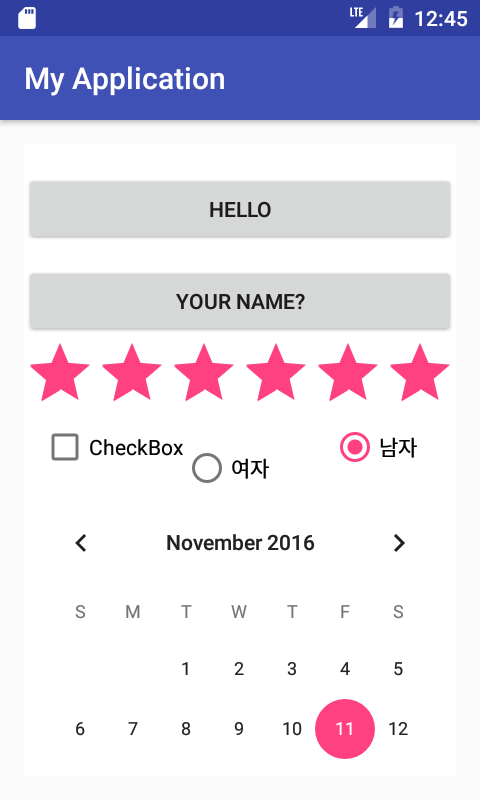 LTE 12:45
My Application
HELLO
YOUR NAME?
CheckBox
여자
남자
November 2016
S M T W T F S
1 2 3 4 5
6 7 8 9 10 11 12